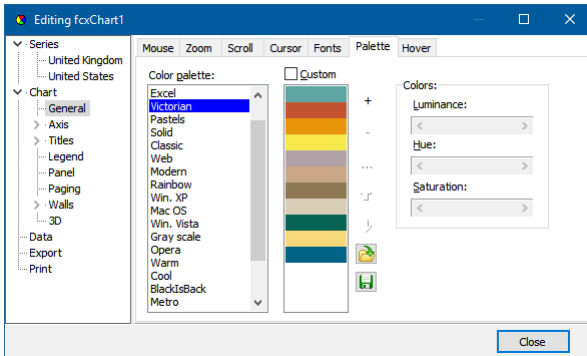 Editing fcxChart1
Series
United Kingdom
United States
Chart
General
Axis
Titles
Legend
Panel
Paging
Walls
3D
Data
Export
Print
Mouse Zoom Scroll Cursor Fonts Palette Hover
Color palette:
Excel
Victorian
Pastels
Solid
Classic
Web
Modern
Rainbow
Win. XP
Mac OS
Win. Vista
Gray scale
Opera
Warm
Cool
BlackIsBack
Metro
Custom
+
-
...
Colors:
Luminance:
Hue:
Saturation:
Close